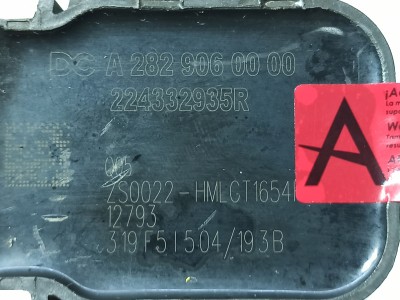 DC A 282 906 00 00
224332935R
ZS0022-HMLCT1654
12793
319F51504/193B
A